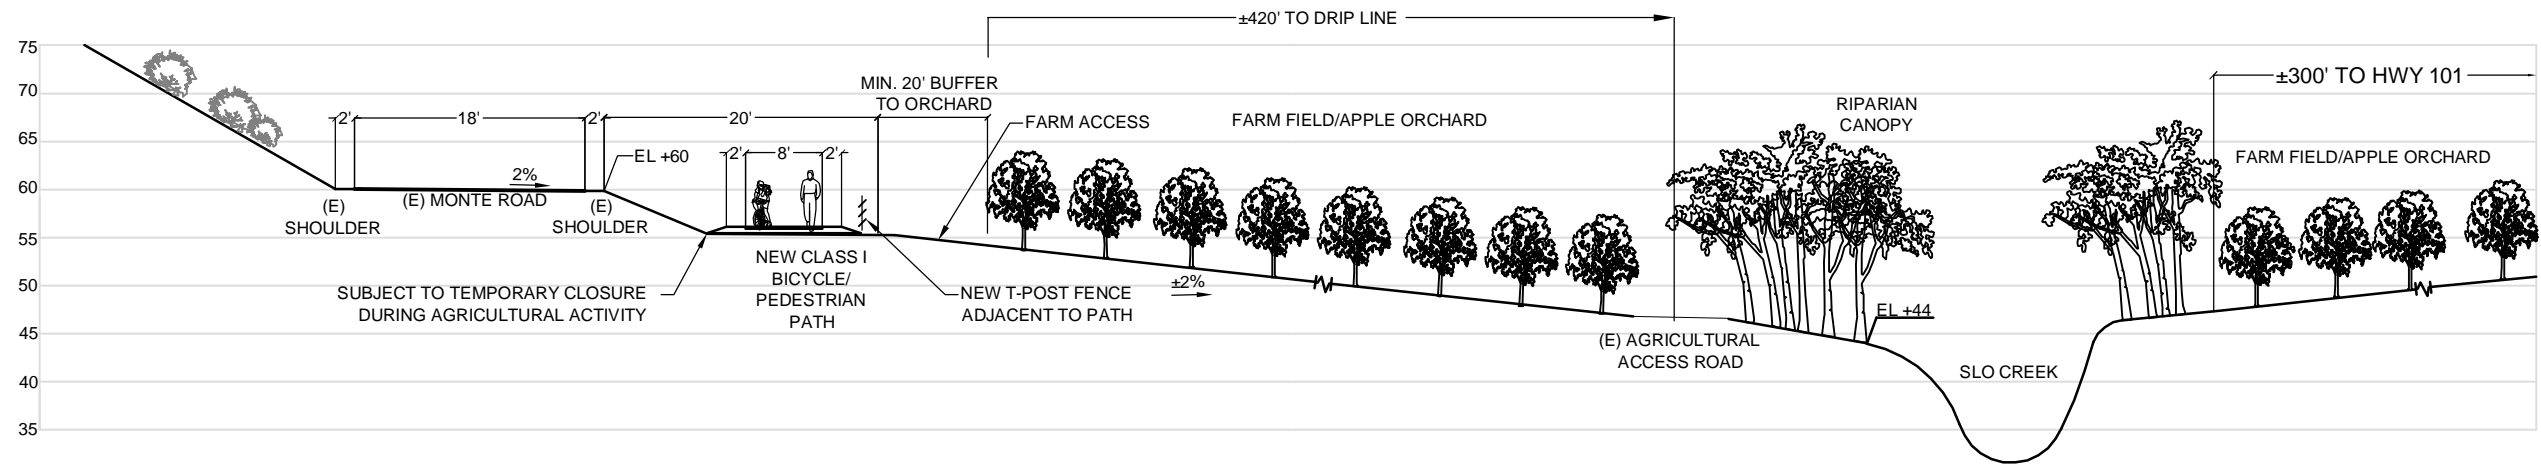 ±420' TO DRIP LINE
75
70
65
60
55
50
45
40
35
2'
18'
2'
20'
MIN. 20' BUFFER
TO ORCHARD
EL +60
2%
(E)
SHOULDER
(E) MONTE ROAD
(E)
SHOULDER
2'
8'
2'
FARM ACCESS
FARM FIELD/APPLE ORCHARD
RIPARIAN
CANOPY
±300' TO HWY 101
FARM FIELD/APPLE ORCHARD
SUBJECT TO TEMPORARY CLOSURE
DURING AGRICULTURAL ACTIVITY
NEW CLASS I
BICYCLE/
PEDESTRIAN
PATH
NEW T-POST FENCE
ADJACENT TO PATH
±2%
(E) AGRICULTURAL
ACCESS ROAD
EL +44
SLO CREEK